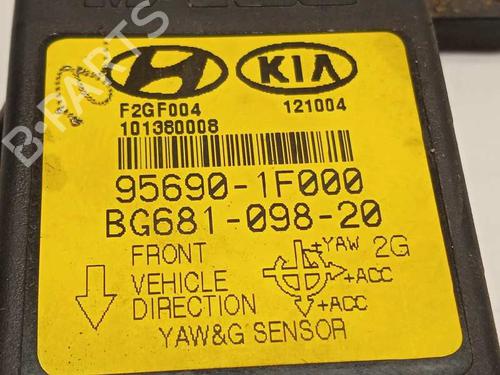 KIA
F2GF004 121004
101380008
95690-1F000
BG681-098-20
FRONT
VEHICLE
DIRECTION
+YAW 2G
+ACC
+ACC
YAW&G SENSOR
B-PARTS